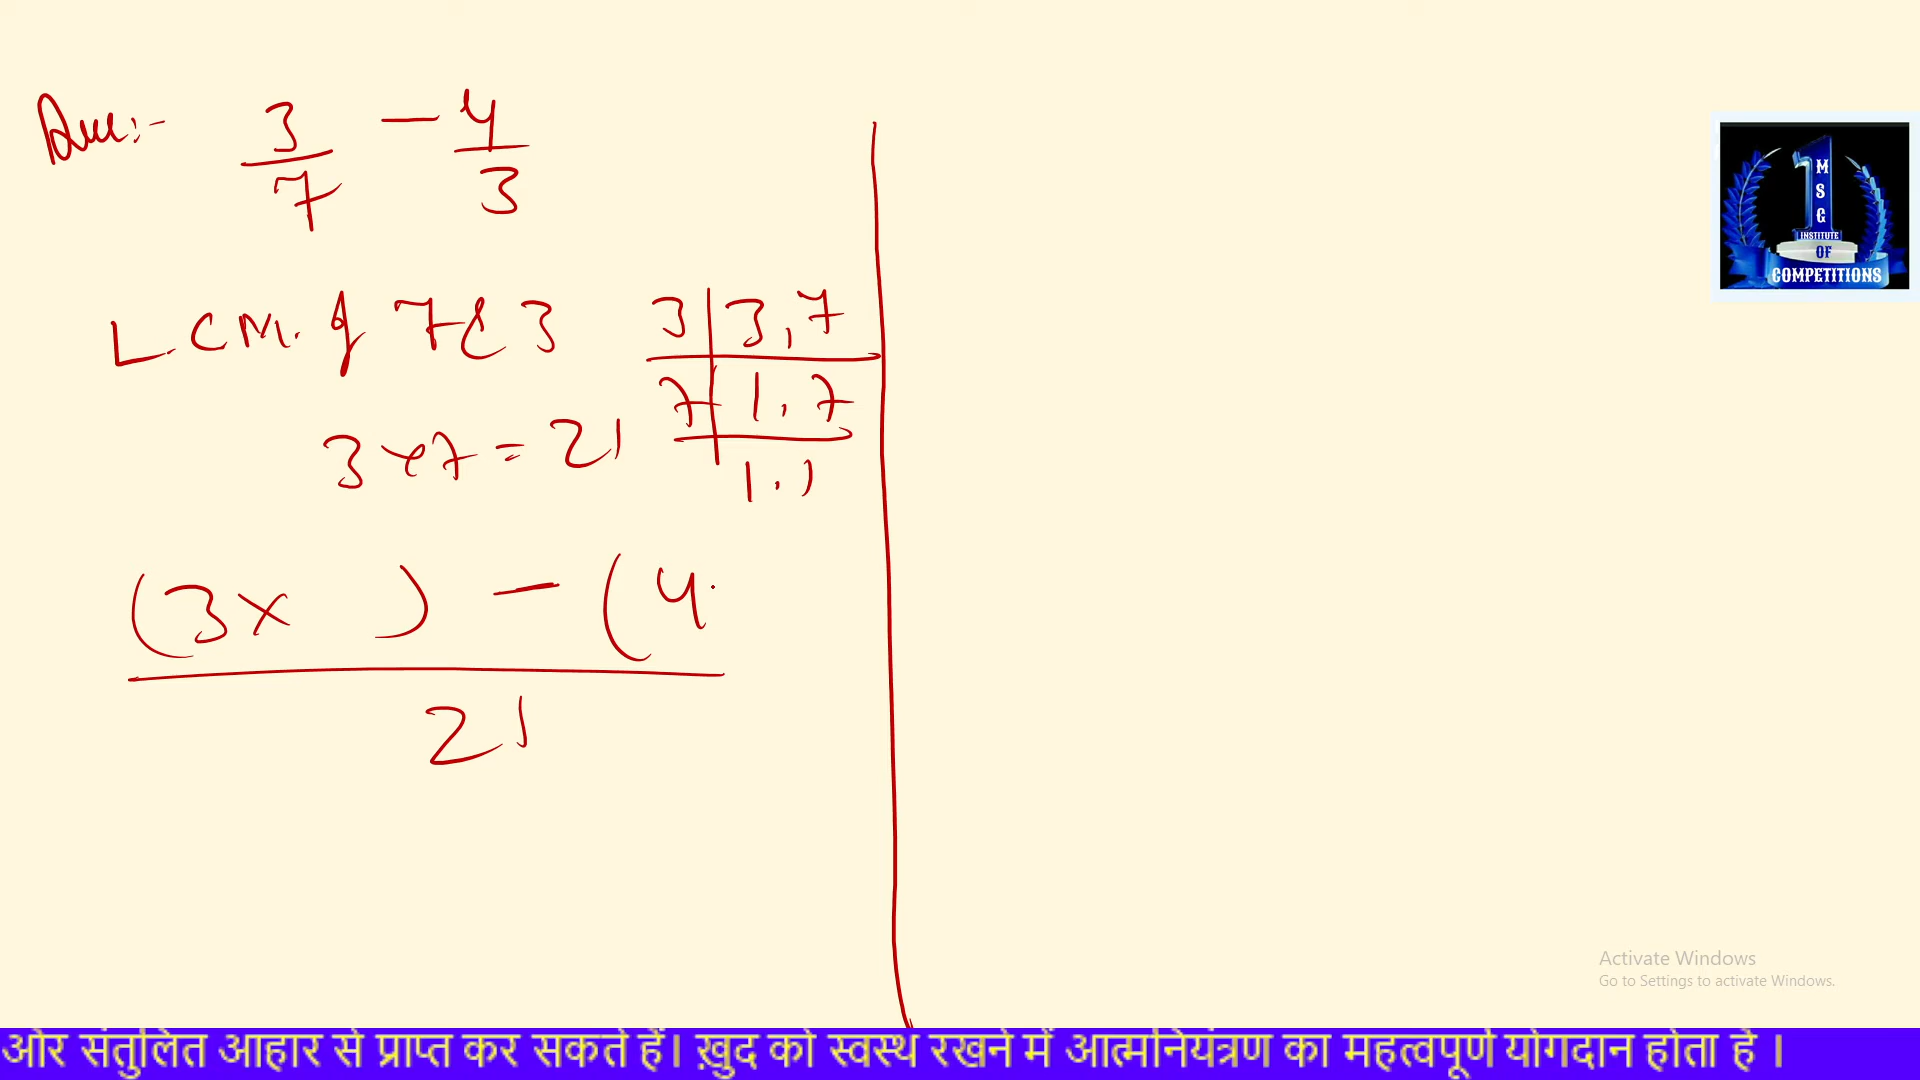 Que:- 3/7 - 4/3
L.C.M. of 7 & 3
3 | 3, 7
7 | 1, 7
1, 1
3 × 7 = 21
(3×   ) - (4.
21
M
S
G
INSTITUTE
OF
COMPETITIONS
Activate Windows
Go to Settings to activate Windows.
और संतुलित आहार से प्राप्त कर सकते हैं। ख़ुद को स्वस्थ रखने में आत्मनियंत्रण का महत्वपूर्ण योगदान होता है ।